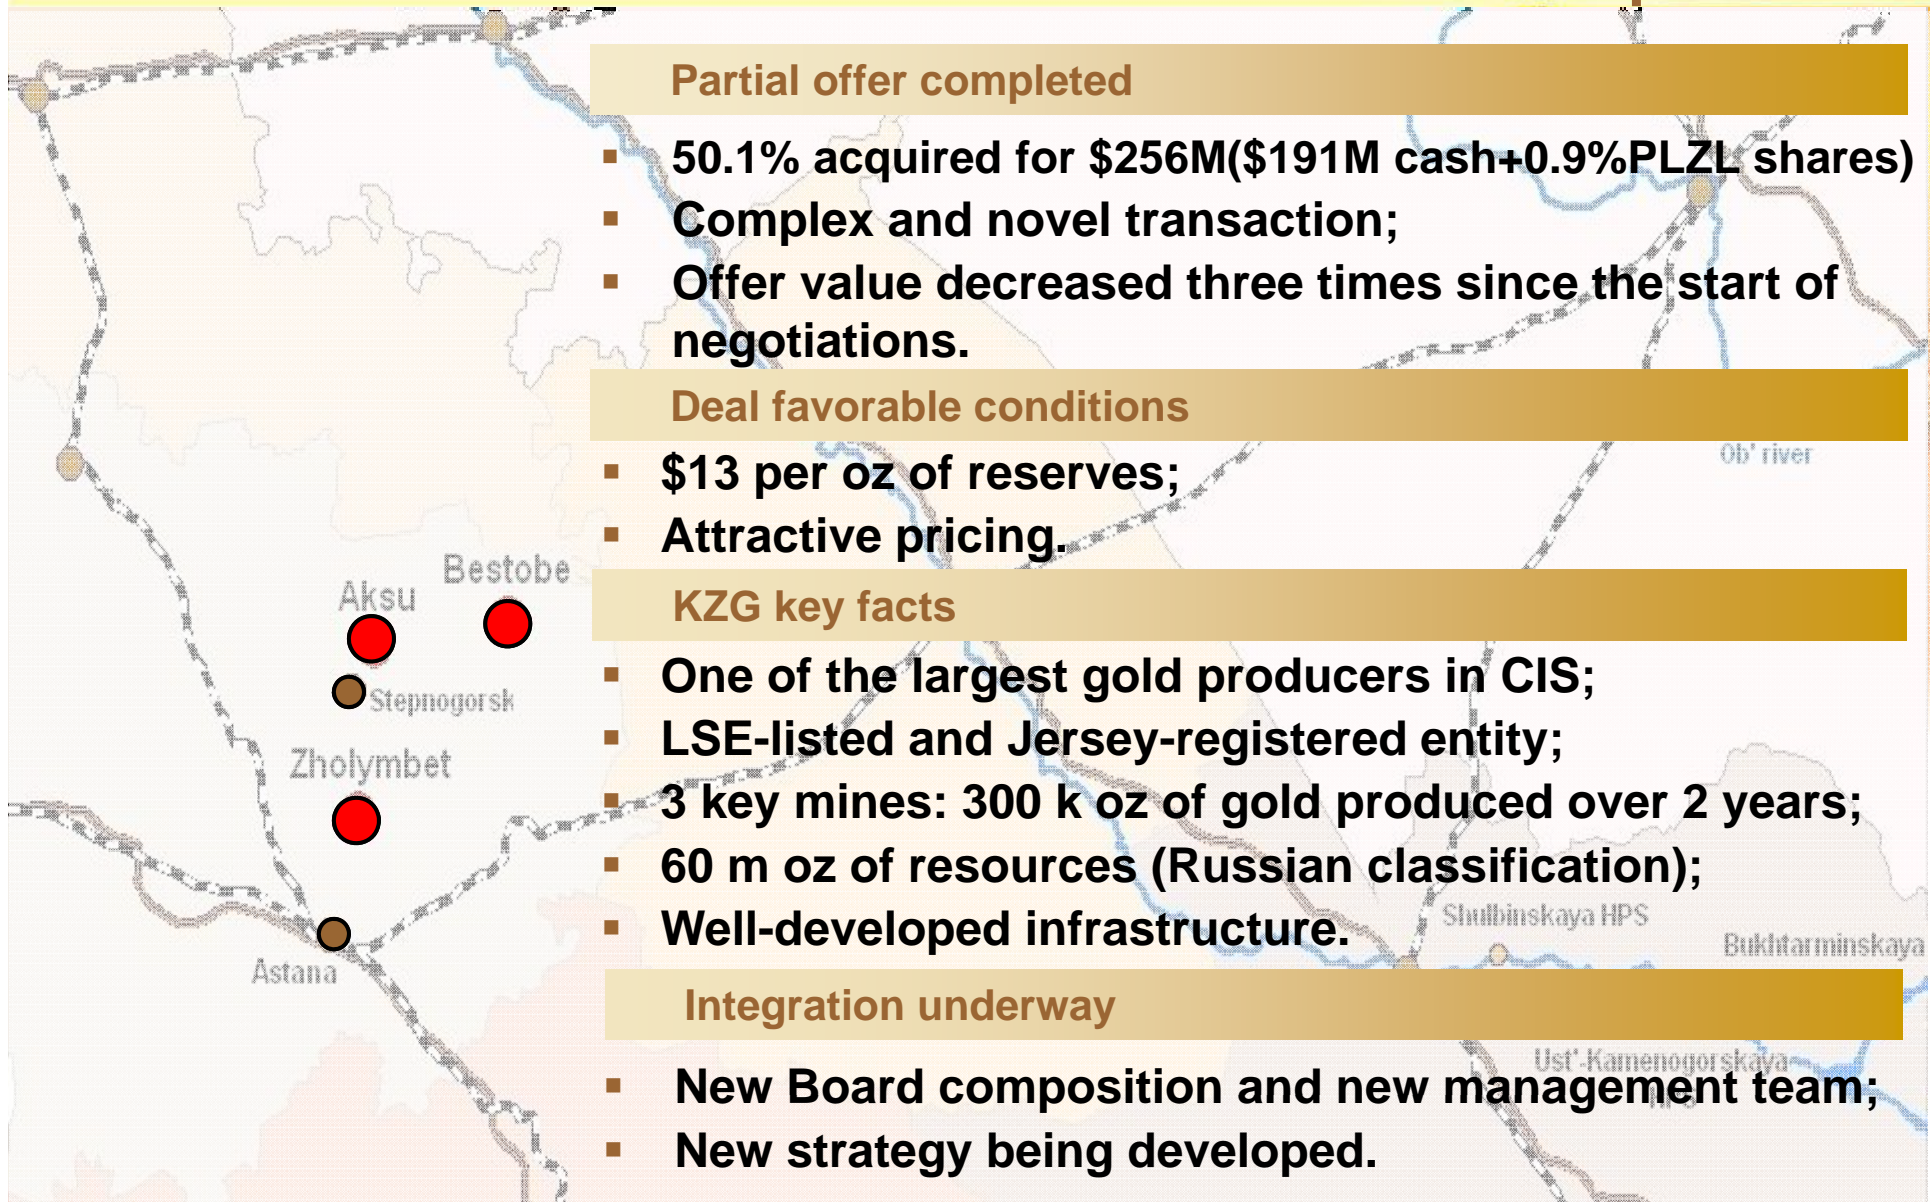 Partial offer completed
▪ 50.1% acquired for $256M($191M cash+0.9%PLZL shares)
▪ Complex and novel transaction;
▪ Offer value decreased three times since the start of
negotiations.
Deal favorable conditions
Ob' river
▪ $13 per oz of reserves;
▪ Attractive pricing.
Bestobe
Aksu
KZG key facts
▪ One of the largest gold producers in CIS;
Stepnogorsk
▪ LSE-listed and Jersey-registered entity;
Zholymbet
▪ 3 key mines: 300 k oz of gold produced over 2 years;
▪ 60 m oz of resources (Russian classification);
Shulbinskaya HPS
▪ Well-developed infrastructure.
Bukhtarminskaya
Astana
Integration underway
Ust'-Kamenogorskaya
HPS
▪ New Board composition and new management team;
▪ New strategy being developed.